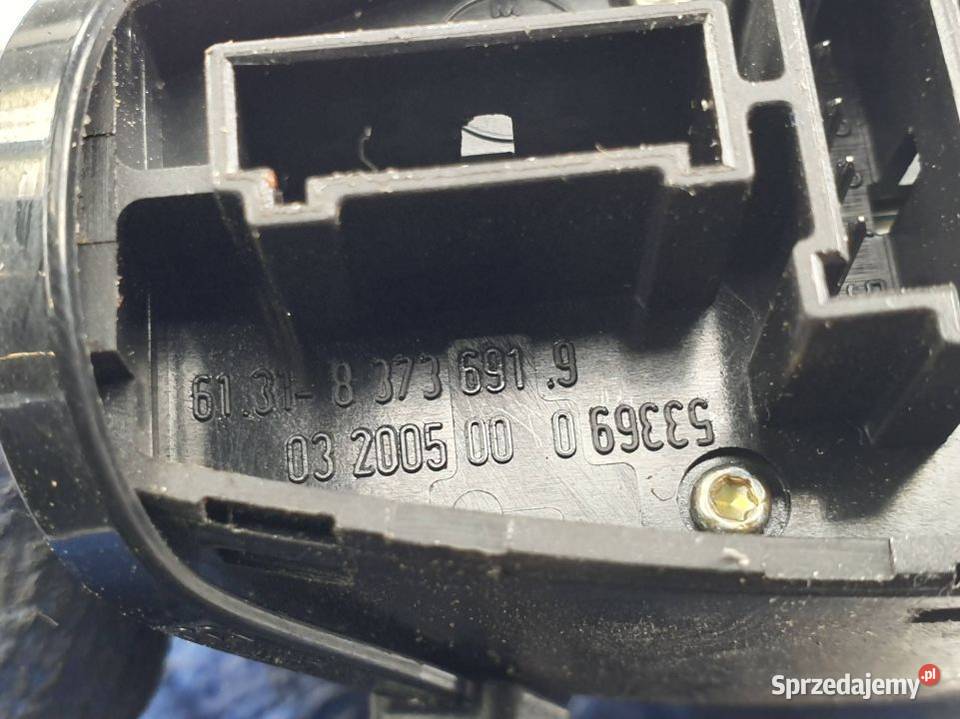 61.31- 8 373 691 .9
03 2005 00 0 53369
Sprzedajemy.pl